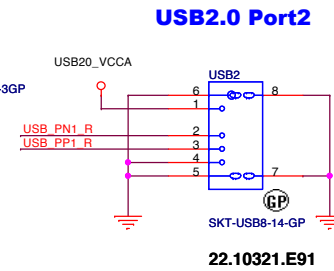 USB2.0 Port2
USB20_VCCA
-3GP
USB2
6
8
1
USB_PN1_R
2
USB_PP1_R
3
4
5
7
GP
SKT-USB8-14-GP
22.10321.E91